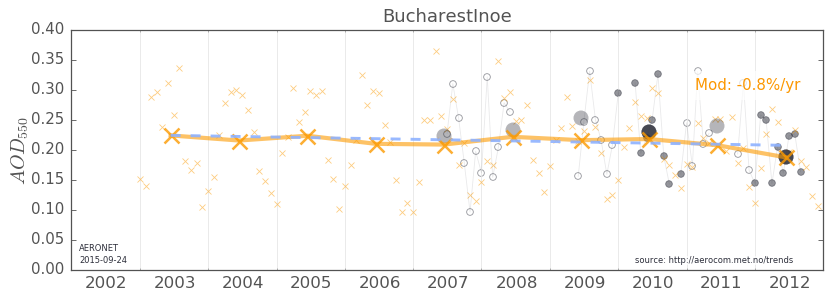 BucharestInoe
0.40
0.35
0.30
0.25
0.20
0.15
0.10
0.05
0.00
AOD550
Mod: -0.8%/yr
AERONET
2015-09-24
source: http://aerocom.met.no/trends
2002 2003 2004 2005 2006 2007 2008 2009 2010 2011 2012